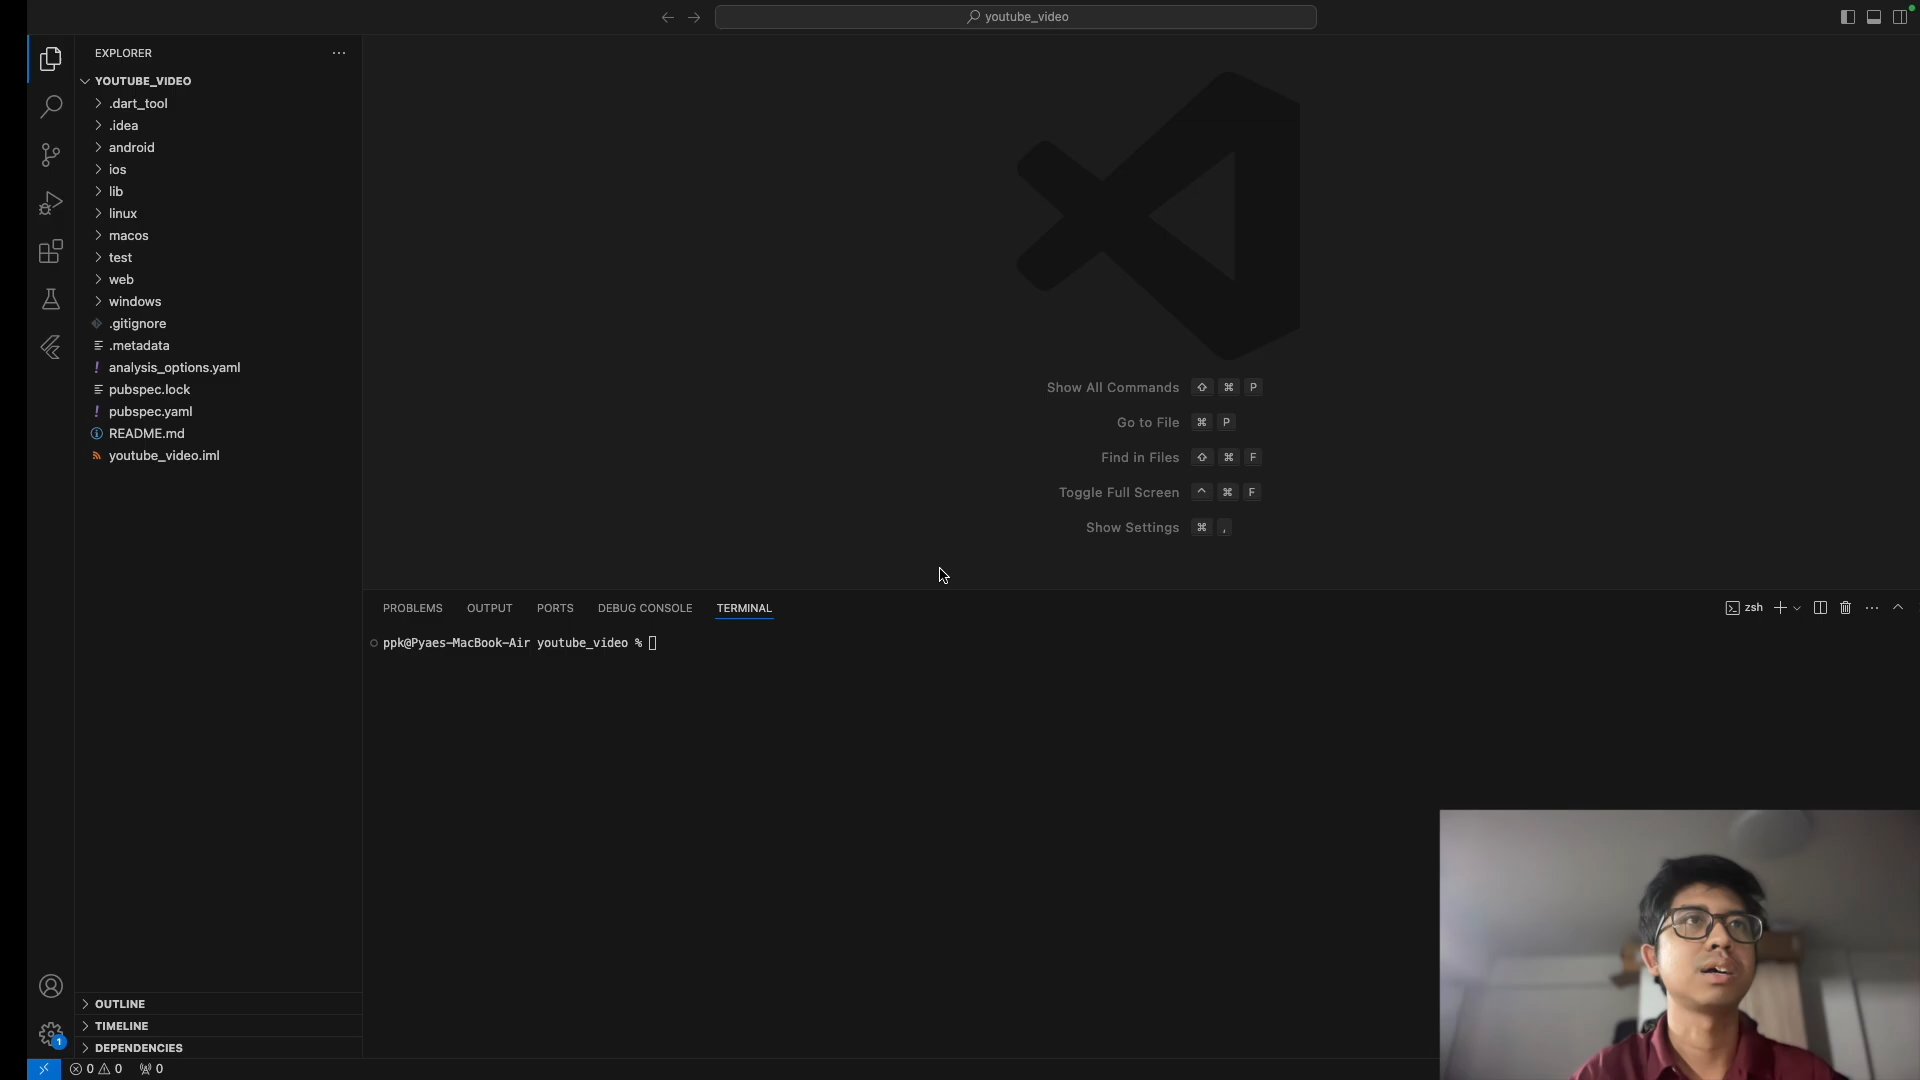 youtube_video
EXPLORER
YOUTUBE_VIDEO
.dart_tool
.idea
android
ios
lib
linux
macos
test
web
windows
.gitignore
.metadata
! analysis_options.yaml
pubspec.lock
! pubspec.yaml
README.md
youtube_video.iml
OUTLINE
TIMELINE
DEPENDENCIES
1
0 0 0
Show All Commands ⇧ ⌘ P
Go to File ⌘ P
Find in Files ⇧ ⌘ F
Toggle Full Screen ^ ⌘ F
Show Settings ⌘ ,
PROBLEMS OUTPUT PORTS DEBUG CONSOLE TERMINAL
zsh
ppk@Pyaes-MacBook-Air youtube_video %